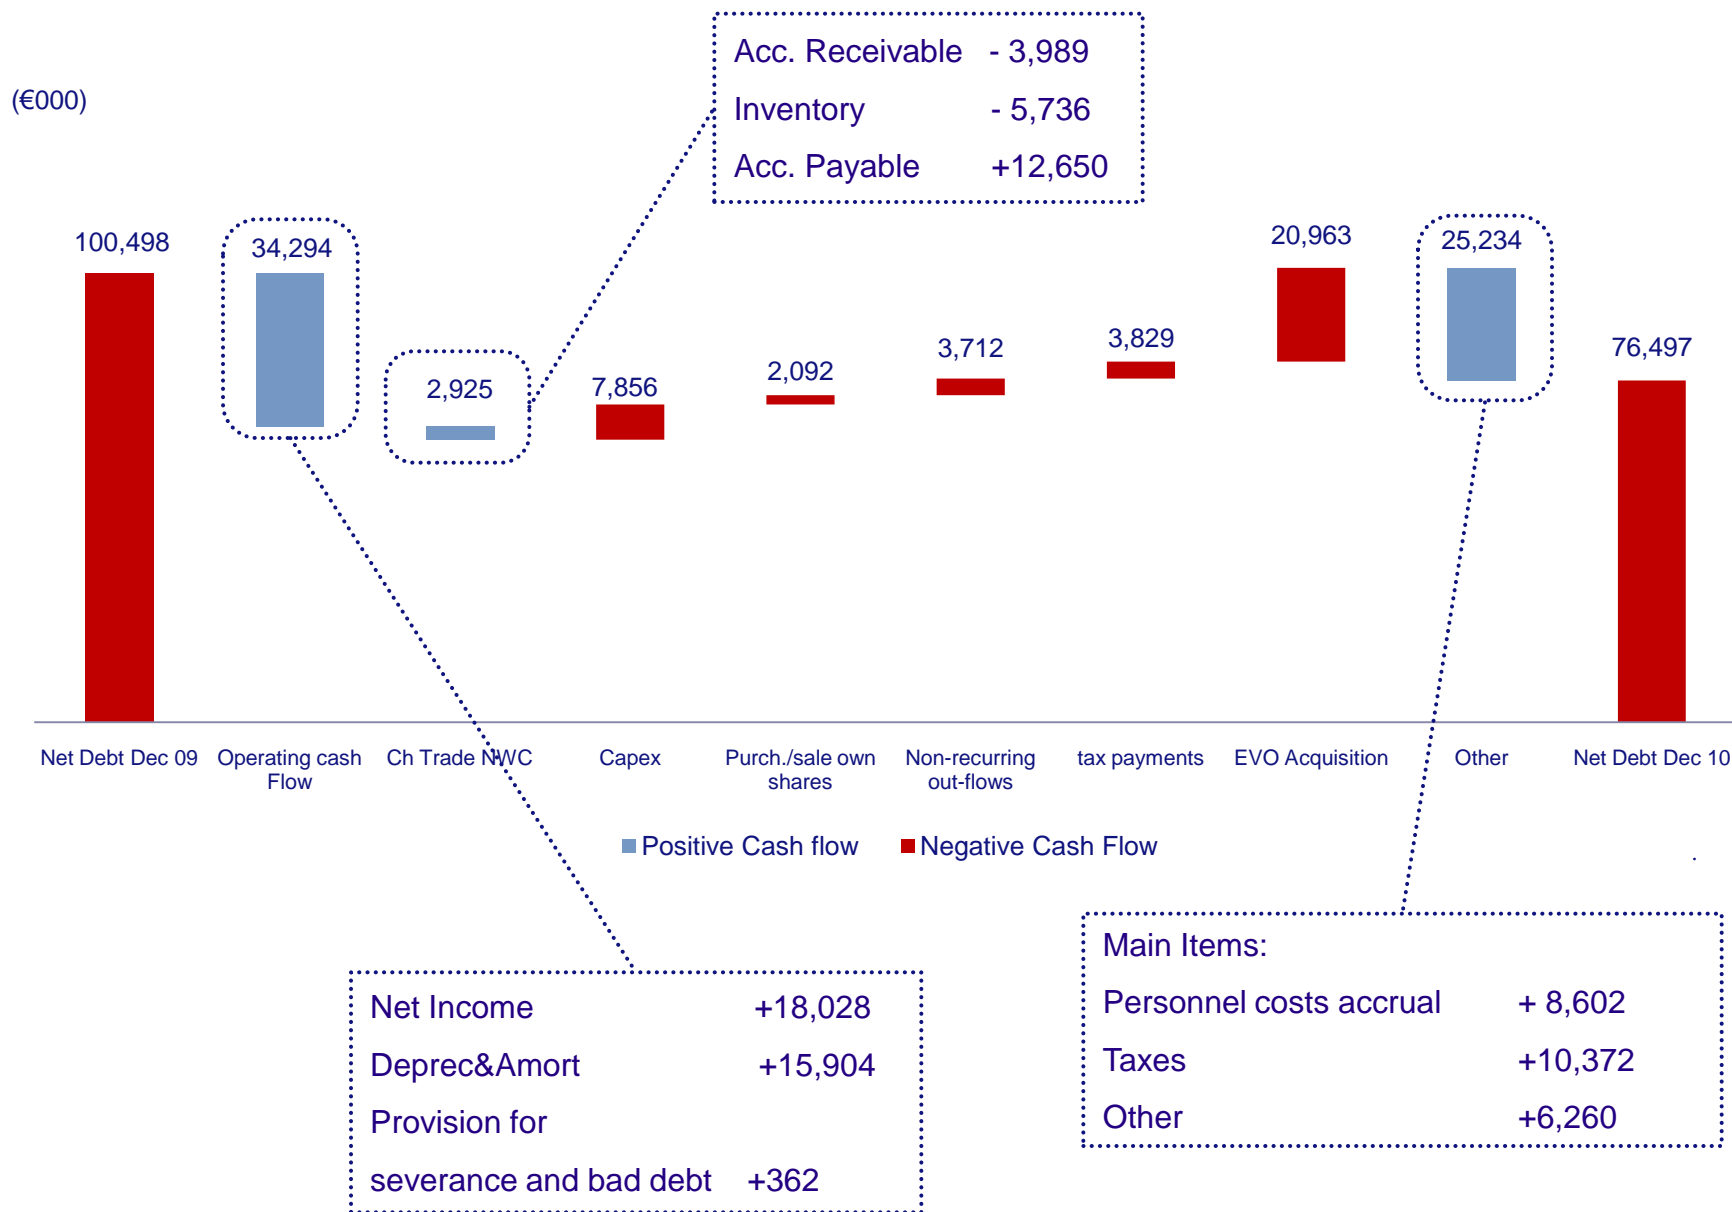 (€000)
Acc. Receivable - 3,989
Inventory - 5,736
Acc. Payable +12,650
100,498
34,294
2,925
7,856
2,092
3,712
3,829
20,963
25,234
76,497
Net Debt Dec 09
Operating cash
Flow
Ch Trade NWC
Capex
Purch./sale own
shares
Non-recurring
out-flows
tax payments
EVO Acquisition
Other
Net Debt Dec 10
Positive Cash flow
Negative Cash Flow
.
Net Income +18,028
Deprec&Amort +15,904
Provision for
severance and bad debt +362
Main Items:
Personnel costs accrual + 8,602
Taxes +10,372
Other +6,260